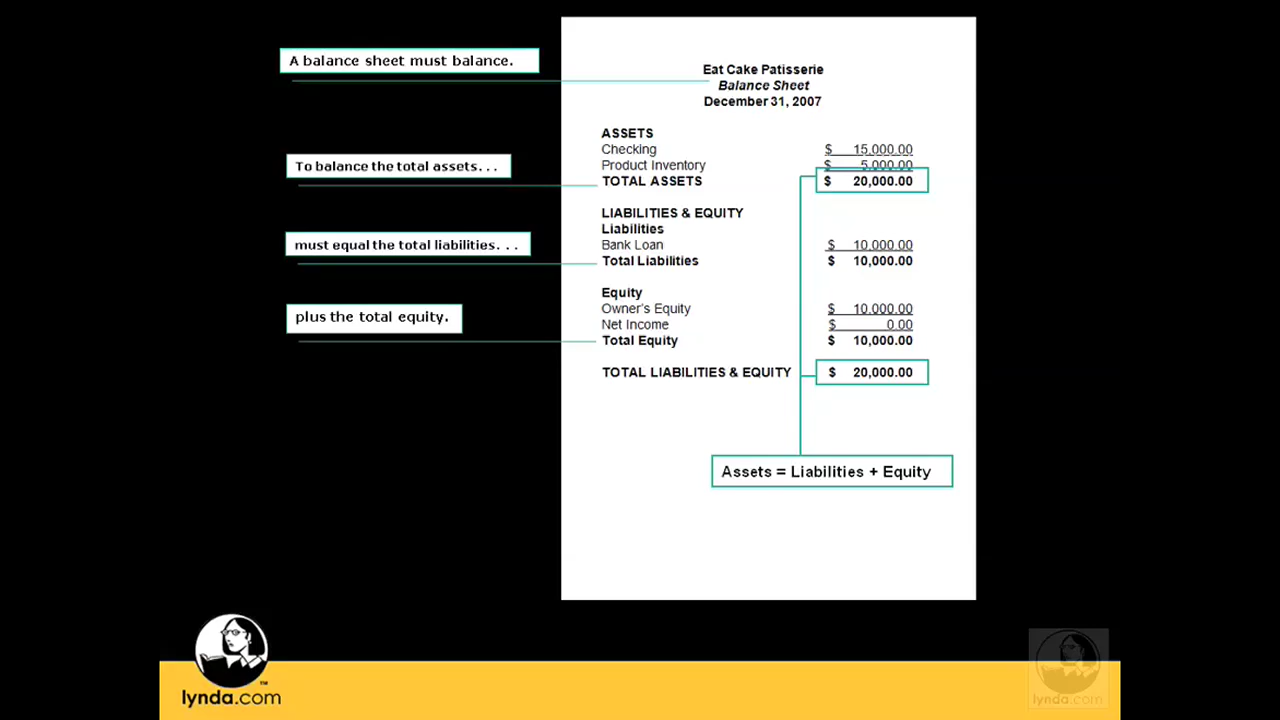 A balance sheet must balance.
Eat Cake Patisserie
Balance Sheet
December 31, 2007
ASSETS
Checking $ 15,000.00
Product Inventory $ 5,000.00
To balance the total assets. . .
TOTAL ASSETS $ 20,000.00
LIABILITIES & EQUITY
Liabilities
Bank Loan $ 10,000.00
must equal the total liabilities. . .
Total Liabilities $ 10,000.00
Equity
Owner's Equity $ 10,000.00
plus the total equity.
Net Income $ 0.00
Total Equity $ 10,000.00
TOTAL LIABILITIES & EQUITY $ 20,000.00
Assets = Liabilities + Equity
lynda.com™
lynda.com